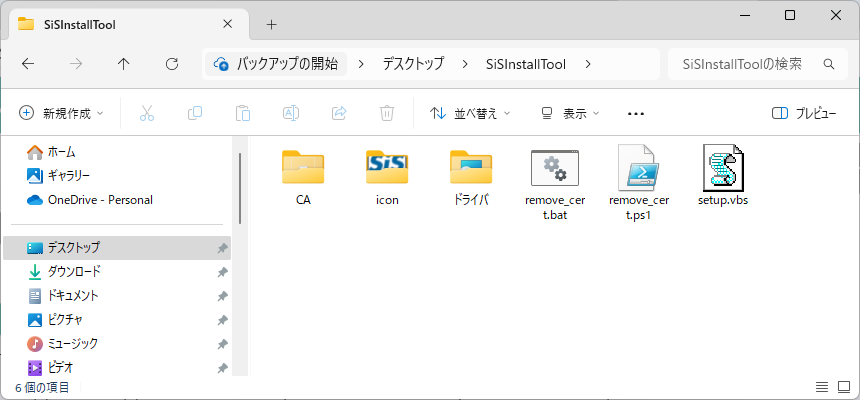 SiSInstallTool
バックアップの開始
デスクトップ
SiSInstallTool
SiSInstallToolの検索
新規作成
並べ替え
表示
プレビュー
ホーム
ギャラリー
OneDrive - Personal
デスクトップ
ダウンロード
ドキュメント
ピクチャ
ミュージック
ビデオ
CA
SiS
icon
ドライバ
remove_cer
t.bat
remove_cer
t.ps1
setup.vbs
6 個の項目